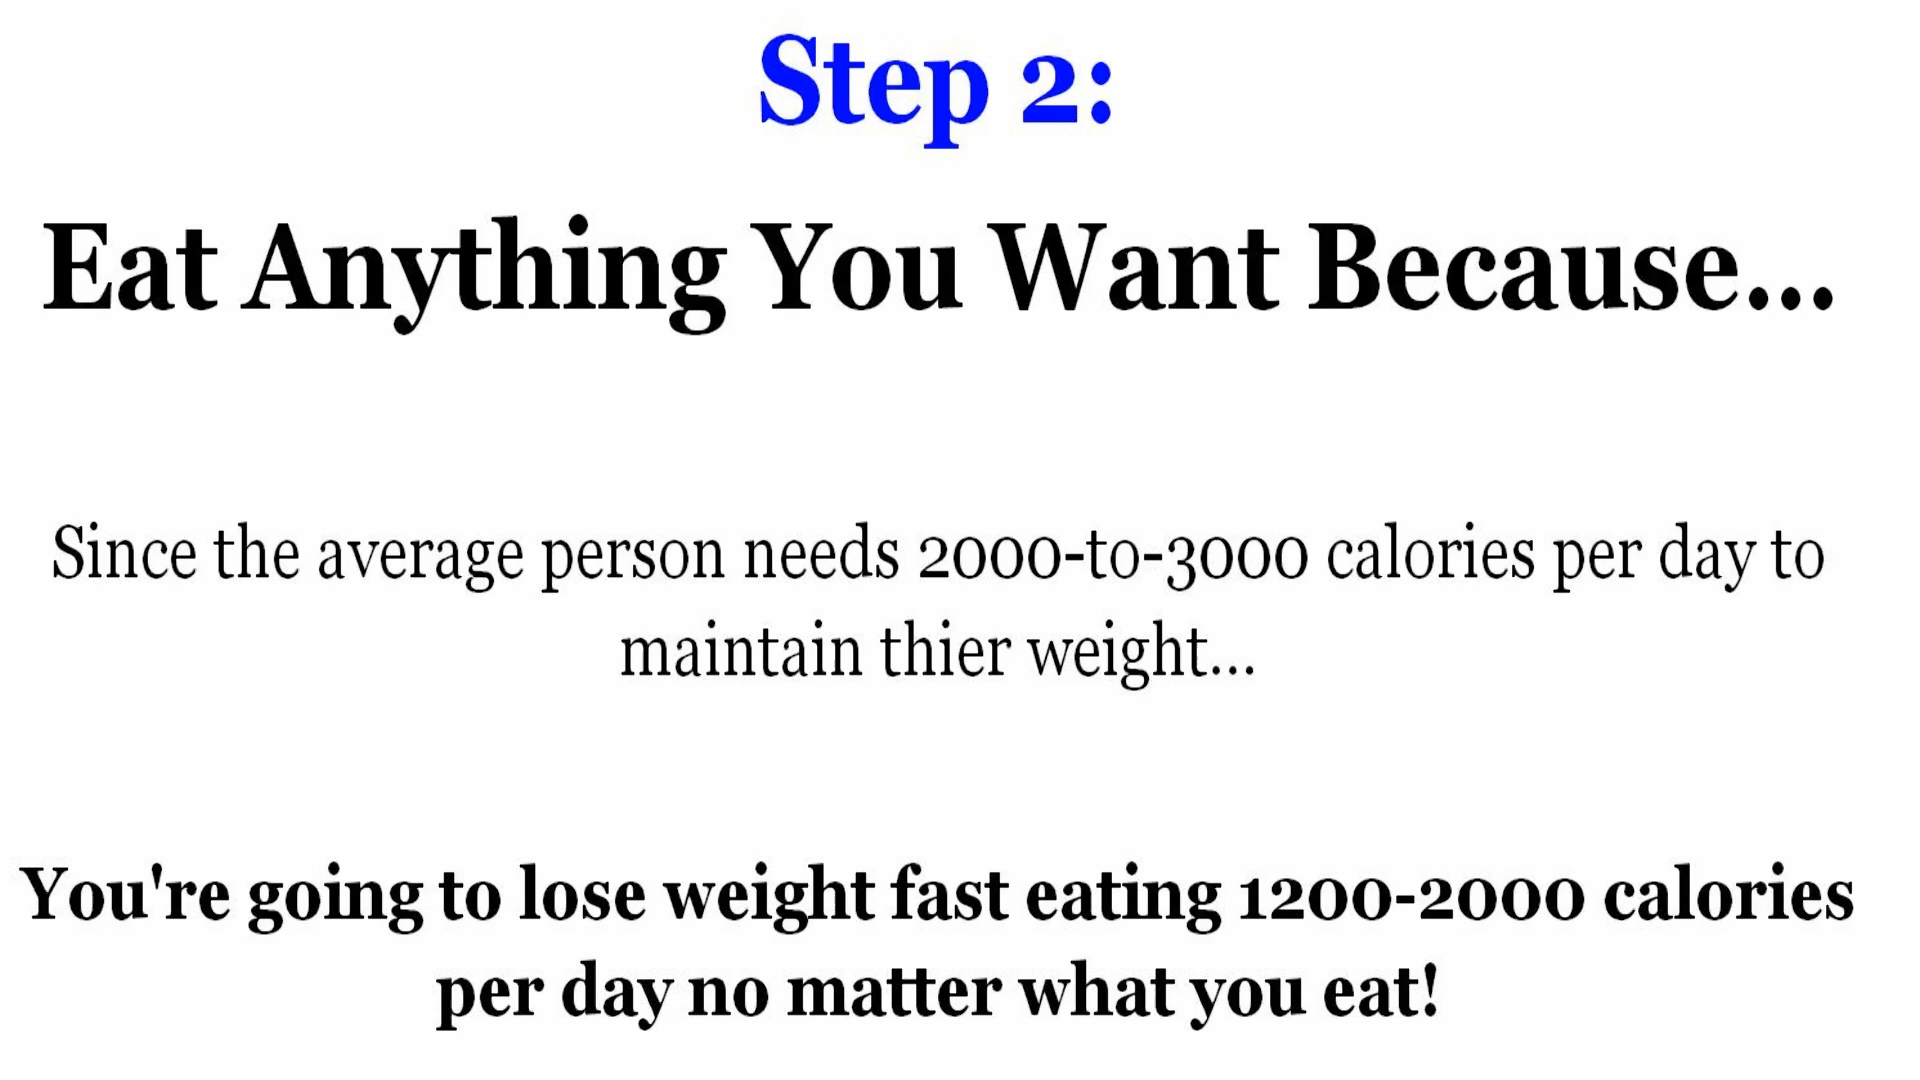 Step 2:
Eat Anything You Want Because...
Since the average person needs 2000-to-3000 calories per day to
maintain thier weight...
You're going to lose weight fast eating 1200-2000 calories
per day no matter what you eat!